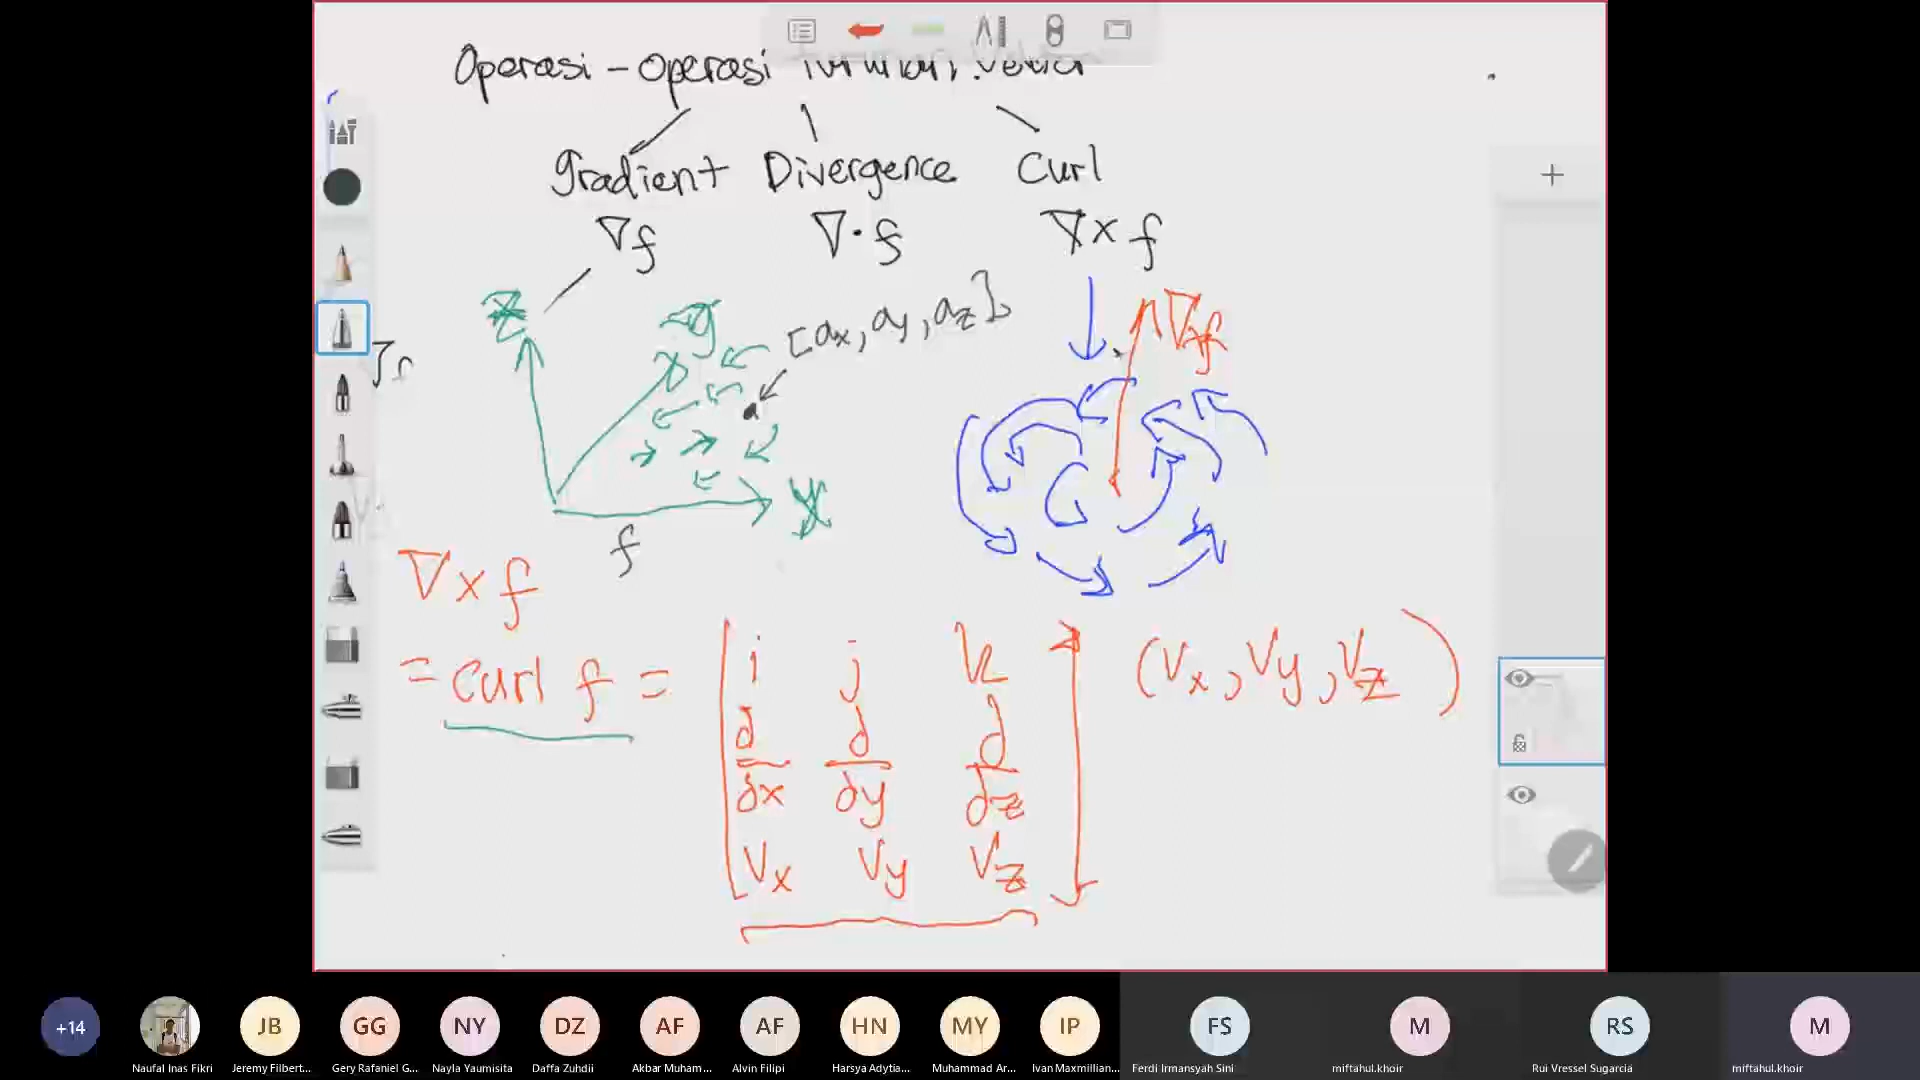 Operasi - operasi turunan vektor
Gradient Divergence Curl
∇f ∇·f ∇×f
[ax, ay, az]
∇×f
z
y
x
f
∇×f
= curl f = | i j k | (Vx, Vy, Vz)
∂/∂x ∂/∂y ∂/∂z
Vx Vy Vz
+14
JB
GG
NY
DZ
AF
AF
HN
MY
IP
FS
M
RS
M
Naufal Inas Fikri
Jeremy Filbert...
Gery Rafaniel G...
Nayla Yaumisita
Daffa Zuhdii
Akbar Muham...
Alvin Filipi
Harsya Adytia...
Muhammad Ar...
Ivan Maxmillian...
Ferdi Irmansyah Sini
miftahul.khoir
Rui Vressel Sugarcia
miftahul.khoir